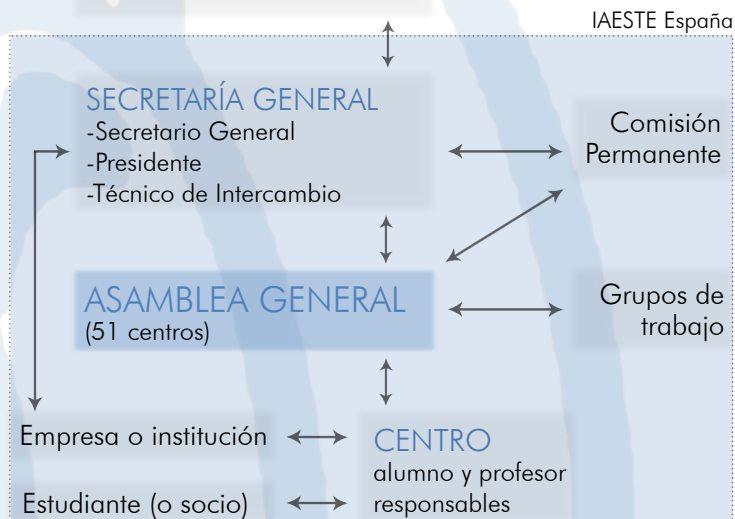 IAESTE España
SECRETARÍA GENERAL
-Secretario General
-Presidente
-Técnico de Intercambio
Comisión
Permanente
ASAMBLEA GENERAL
(51 centros)
Grupos de
trabajo
Empresa o institución
CENTRO
alumno y profesor
responsables
Estudiante (o socio)